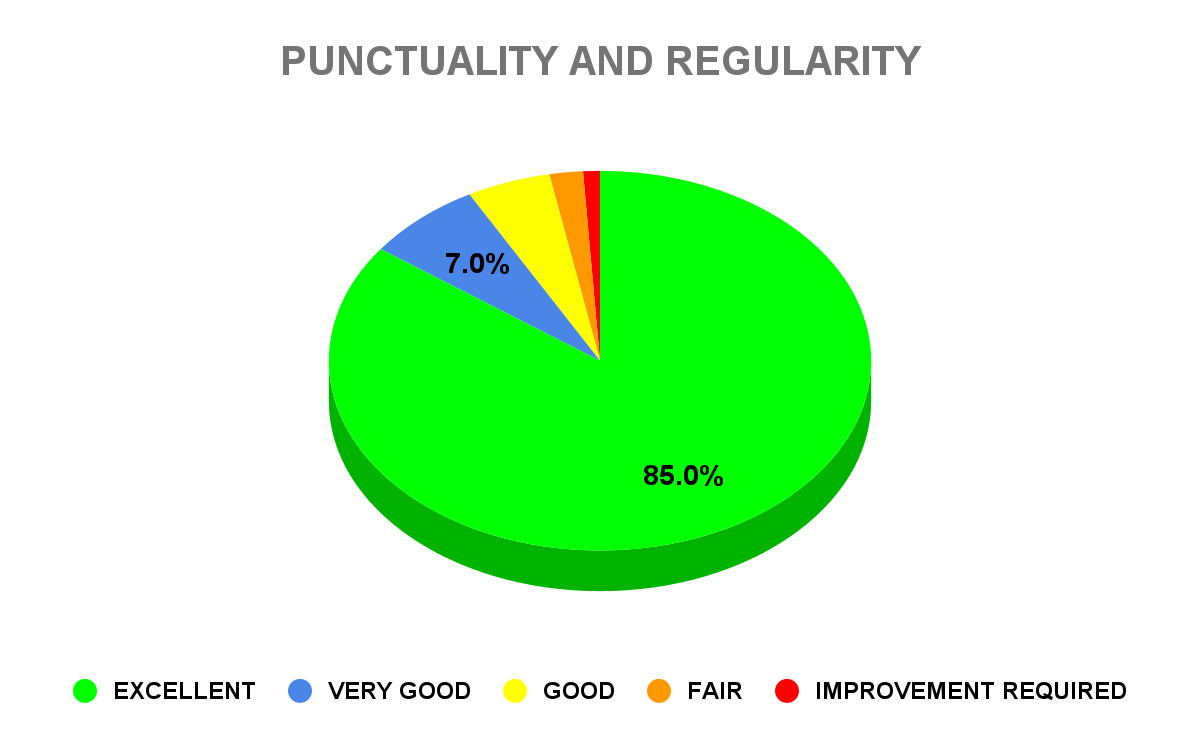 PUNCTUALITY AND REGULARITY
7.0%
85.0%
EXCELLENT VERY GOOD GOOD FAIR IMPROVEMENT REQUIRED